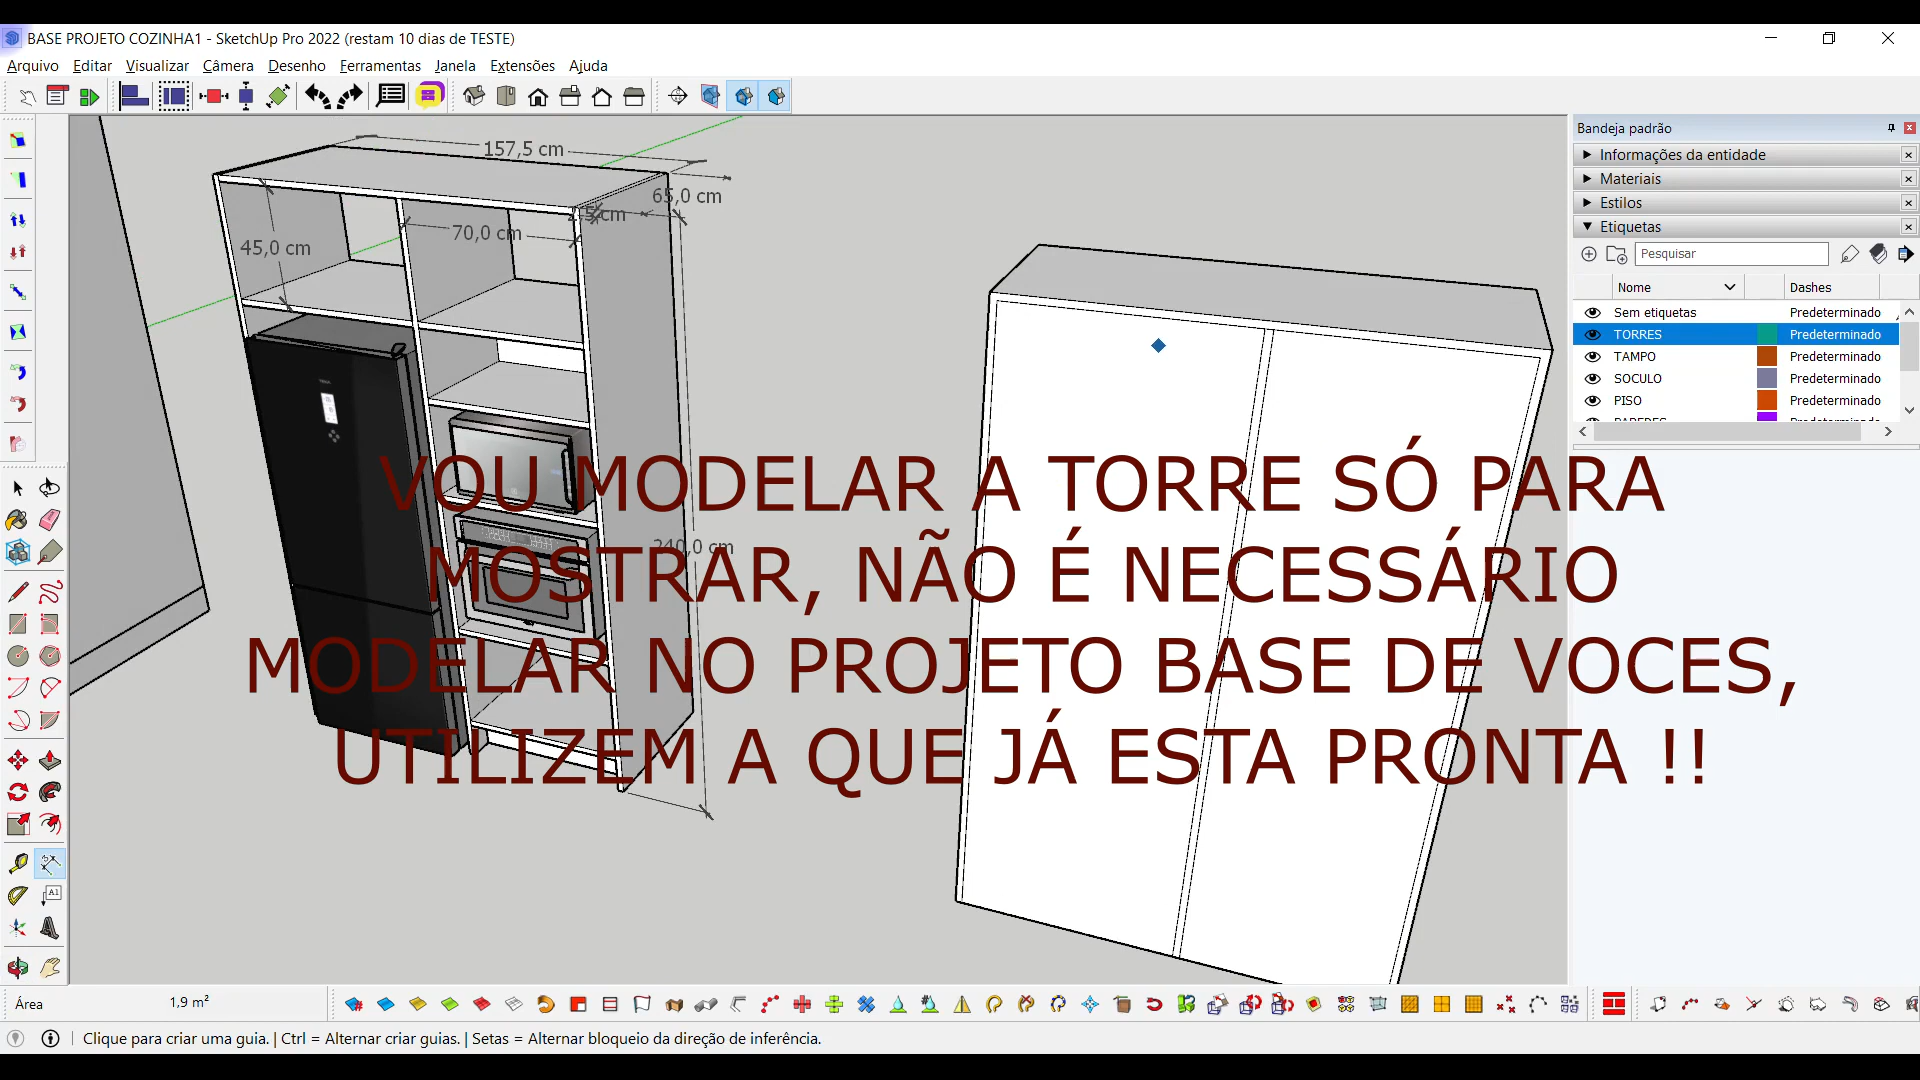 BASE PROJETO COZINHA1 - SketchUp Pro 2022 (restam 10 dias de TESTE)
Arquivo Editar Visualizar Câmera Desenho Ferramentas Janela Extensões Ajuda
Bandeja padrão
Informações da entidade
Materiais
Estilos
Etiquetas
Pesquisar
Nome Dashes
Sem etiquetas Predeterminado
TORRES Predeterminado
TAMPO Predeterminado
SOCULO Predeterminado
PISO Predeterminado
157,5 cm
65,0 cm
2,5 cm
70,0 cm
45,0 cm
240,0 cm
VOU MODELAR A TORRE SÓ PARA
MOSTRAR, NÃO É NECESSÁRIO
MODELAR NO PROJETO BASE DE VOCES,
UTILIZEM A QUE JÁ ESTA PRONTA !!
A1
Área 1,9 m²
Clique para criar uma guia. | Ctrl = Alternar criar guias. | Setas = Alternar bloqueio da direção de inferência.